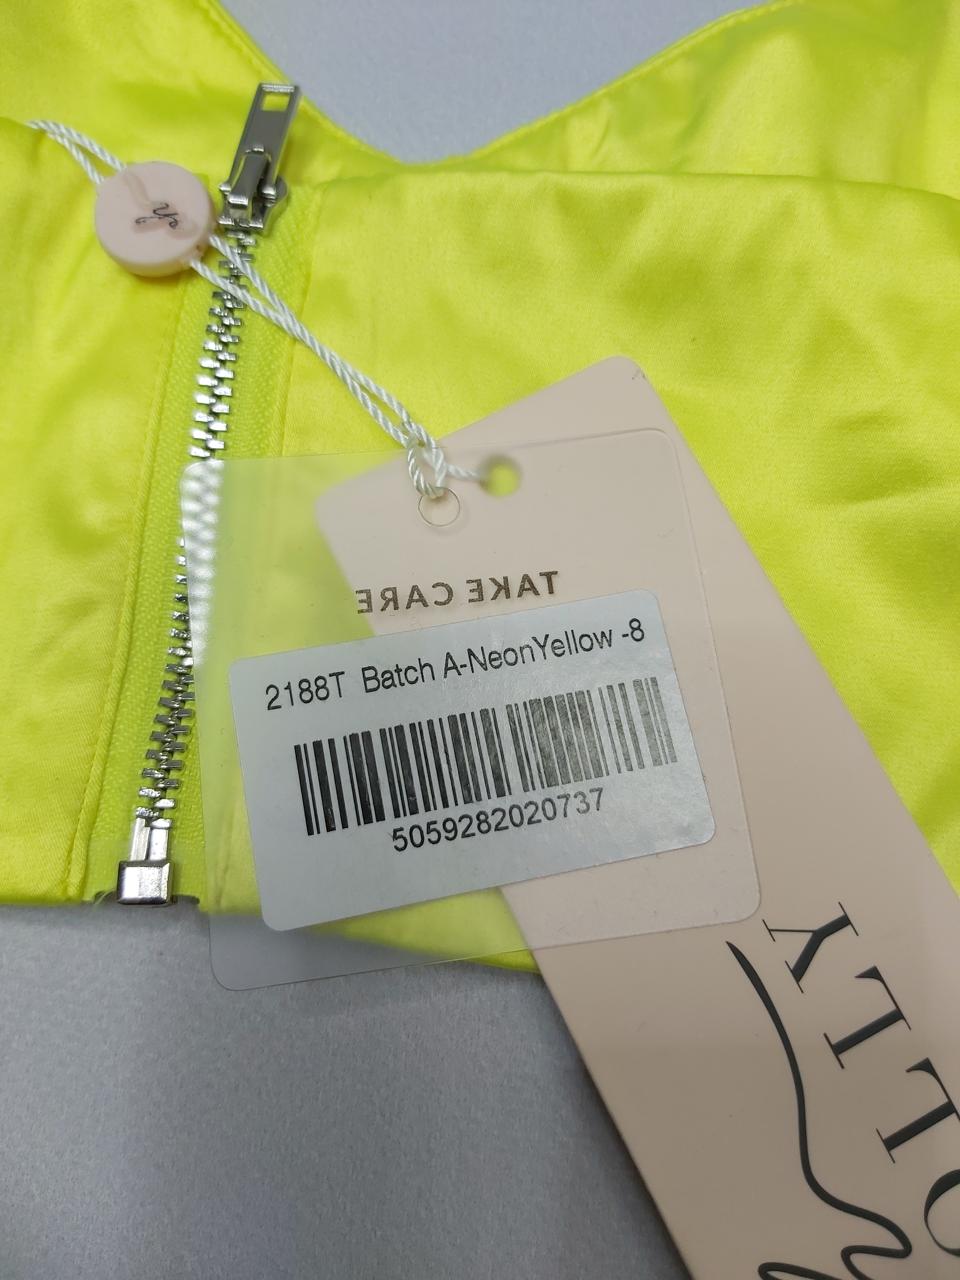 TAKE CARE
2188T Batch A-NeonYellow -8
5059282020737